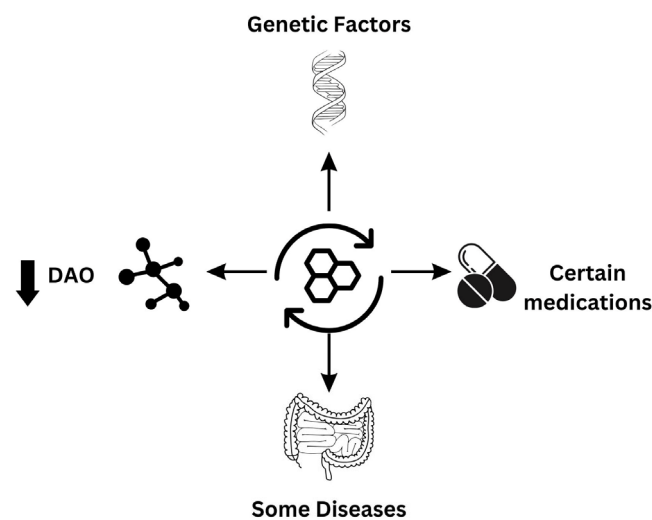 Genetic Factors
DAO
Certain
medications
Some Diseases